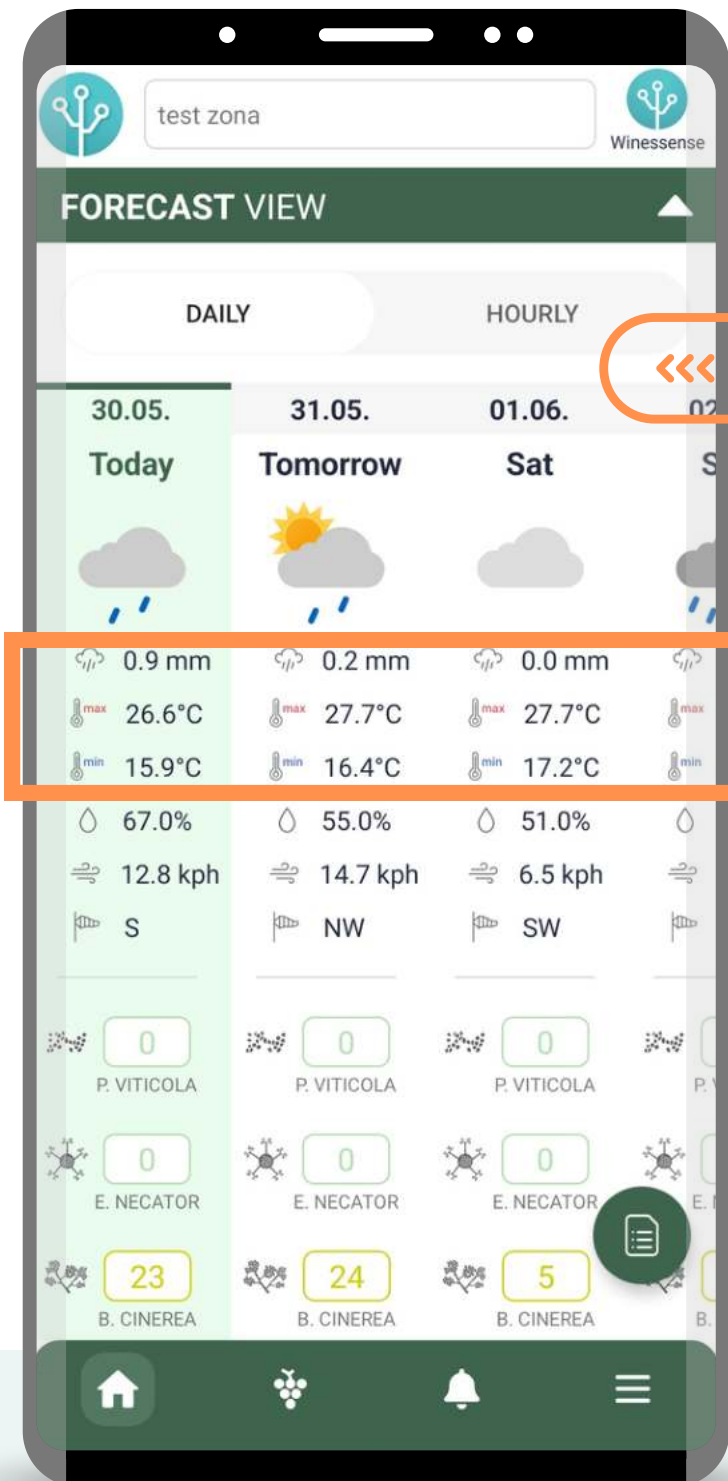 test zona
Winessense
FORECAST VIEW
DAILY HOURLY
30.05. 31.05. 01.06. 02
Today Tomorrow Sat S
0.9 mm 0.2 mm 0.0 mm
max 26.6°C max 27.7°C max 27.7°C max
min 15.9°C min 16.4°C min 17.2°C min
67.0% 55.0% 51.0%
12.8 kph 14.7 kph 6.5 kph
S NW SW
0 0 0
P. VITICOLA P. VITICOLA P. VITICOLA P. V
0 0 0
E. NECATOR E. NECATOR E. NECATOR E.
23 24 5
B. CINEREA B. CINEREA B. CINEREA B.